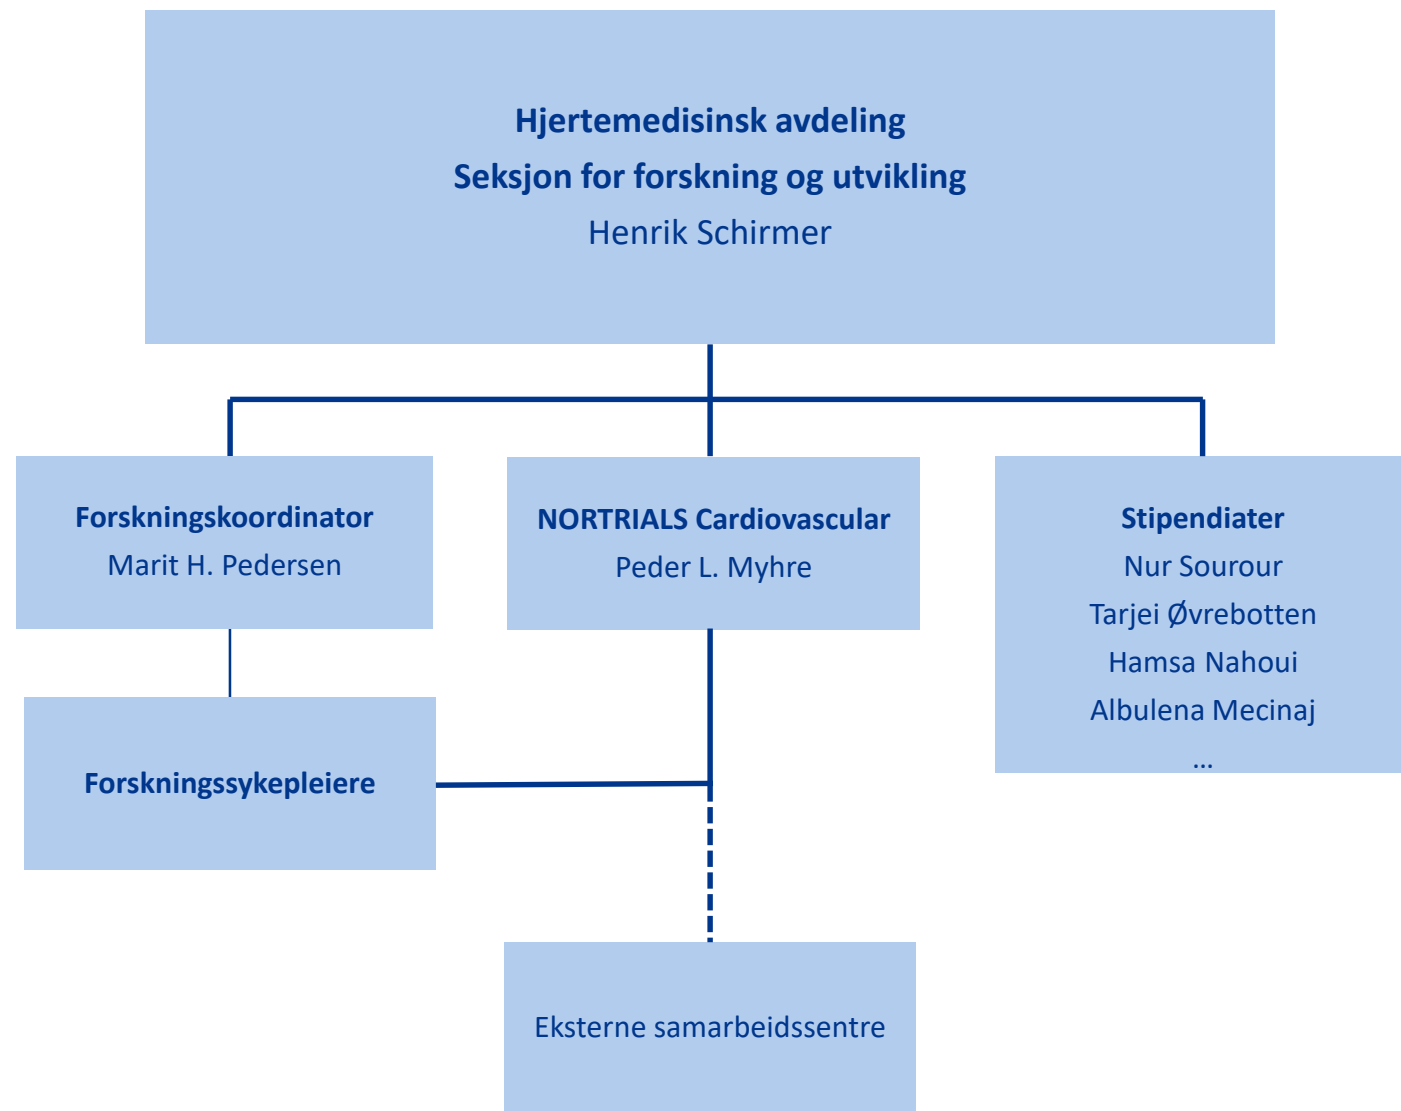 Hjertemedisinsk avdeling
Seksjon for forskning og utvikling
Henrik Schirmer
Forskningskoordinator
Marit H. Pedersen
NORTRIALS Cardiovascular
Peder L. Myhre
Stipendiater
Nur Sourour
Tarjei Øvrebotten
Hamsa Nahoui
Albulena Mecinaj
...
Forskningssykepleiere
Eksterne samarbeidssentre